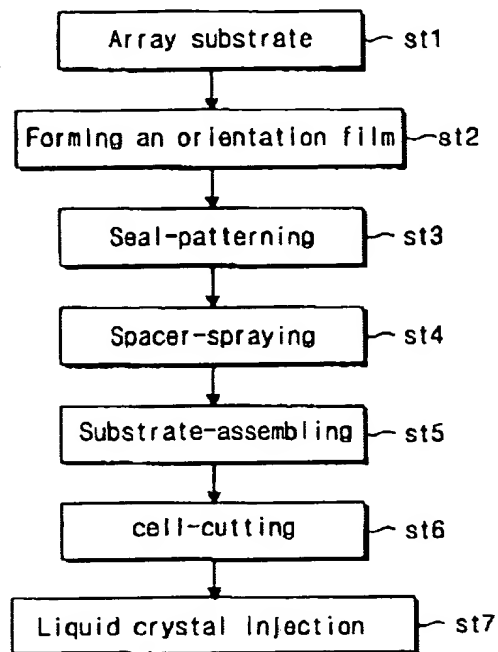 Array substrate st1
Forming an orientation film st2
Seal-patterning st3
Spacer-spraying st4
Substrate-assembling st5
cell-cutting st6
Liquid crystal Injection st7